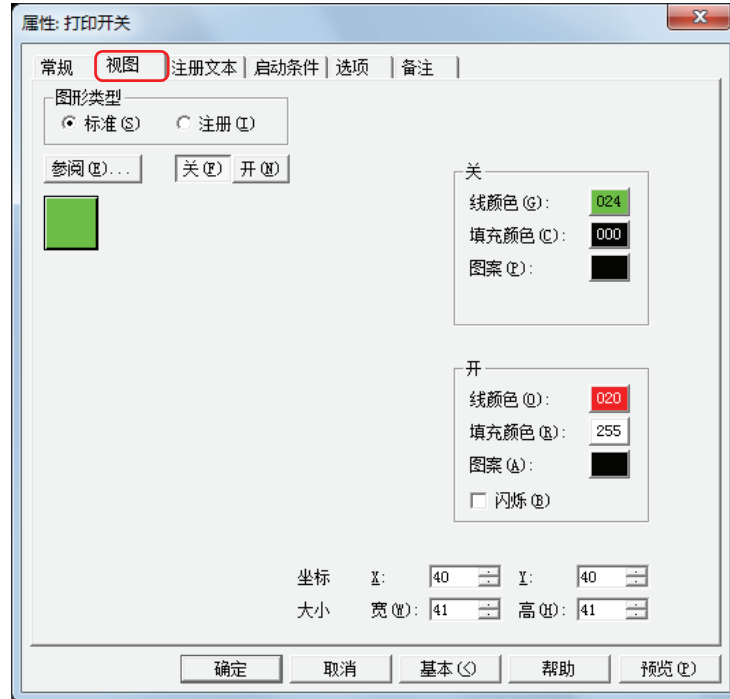 属性: 打印开关
常规 视图 注册文本 启动条件 选项 备注
图形类型
标准(S) 注册(I)
参阅(E)... 关(F) 开(N)
关
线颜色(G): 024
填充颜色(C): 000
图案(P):
开
线颜色(O): 020
填充颜色(R): 255
图案(A):
闪烁(B)
坐标 X: 40 Y: 40
大小 宽(W): 41 高(H): 41
确定 取消 基本(<) 帮助 预览(P)